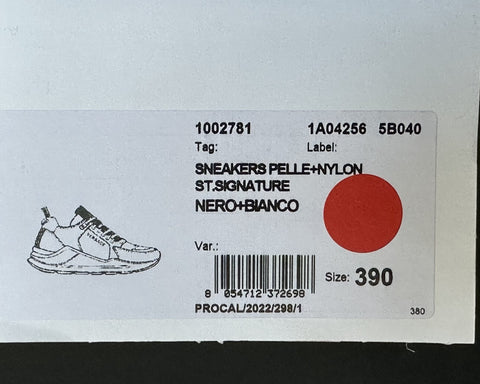 1002781 1A04256 5B040
Tag: Label:
SNEAKERS PELLE+NYLON
ST.SIGNATURE
NERO+BIANCO
Var.:
Size: 390
8 054712 372698
PROCAL/2022/298/1
380